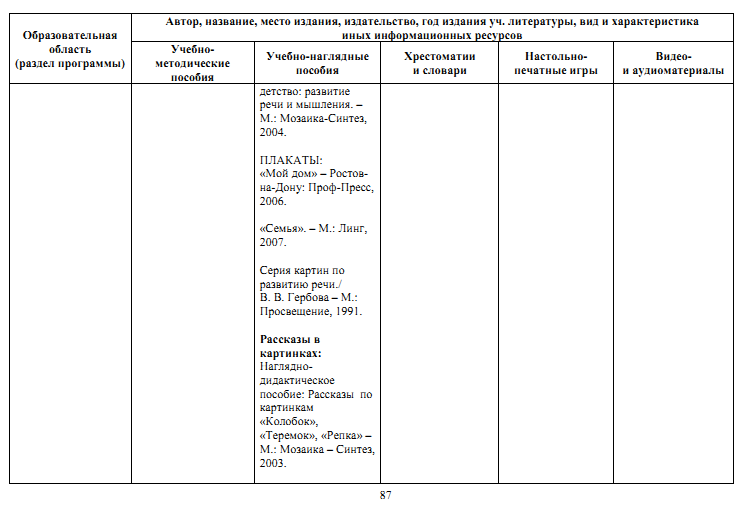 Образовательная
область
(раздел программы)
Автор, название, место издания, издательство, год издания уч. литературы, вид и характеристика
иных информационных ресурсов
Учебно-
методические
пособия
Учебно-наглядные
пособия
Хрестоматии
и словари
Настольно-
печатные игры
Видео-
и аудиоматериалы
детство: развитие
речи и мышления. –
М.: Мозаика-Синтез,
2004.
ПЛАКАТЫ:
«Мой дом» – Ростов-
на-Дону: Проф-Пресс,
2006.
«Семья». – М.: Линг,
2007.
Серия картин по
развитию речи./
В. В. Гербова – М.:
Просвещение, 1991.
Рассказы в
картинках:
Наглядно-
дидактическое
пособие: Рассказы по
картинкам
«Колобок»,
«Теремок», «Репка» –
М.: Мозаика – Синтез,
2003.
87